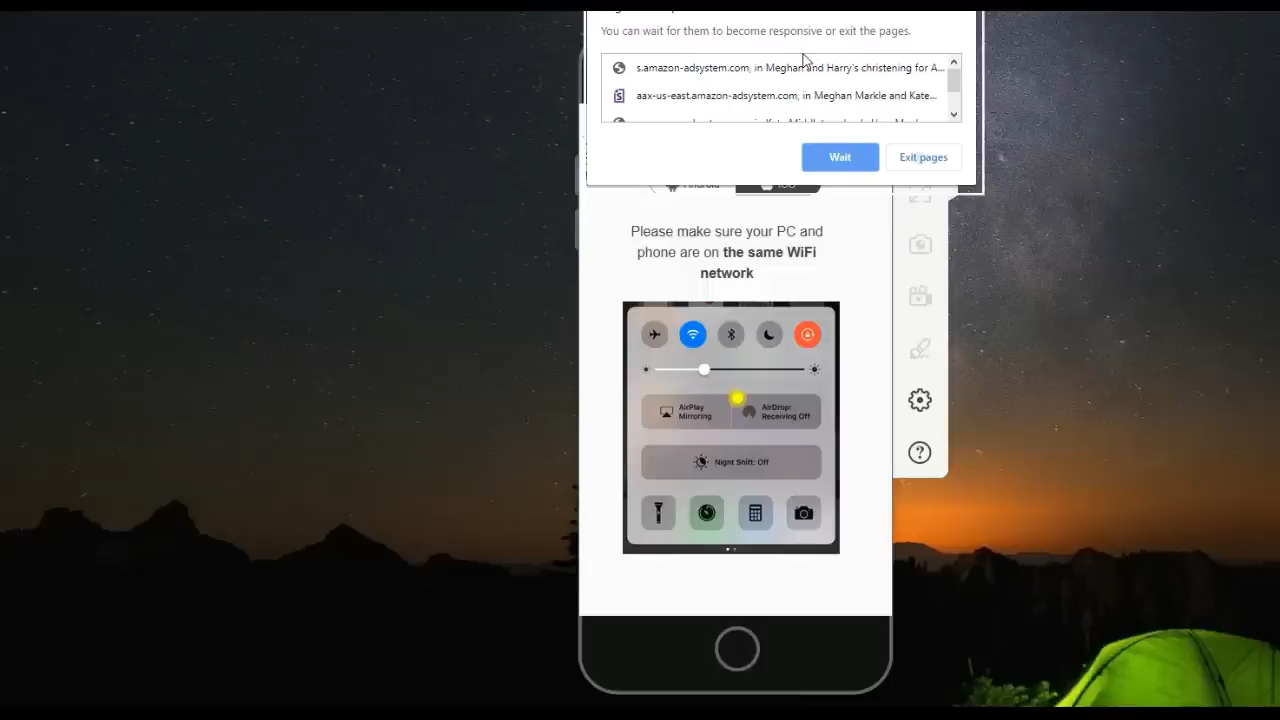 You can wait for them to become responsive or exit the pages.
s.amazon-adsystem.com, in Meghan and Harry's christening for A...
aax-us-east.amazon-adsystem.com, in Meghan Markle and Kate...
Wait
Exit pages
Android
iOS
Please make sure your PC and
phone are on the same WiFi
network
AirPlay
Mirroring
AirDrop:
Receiving Off
Night Shift: Off